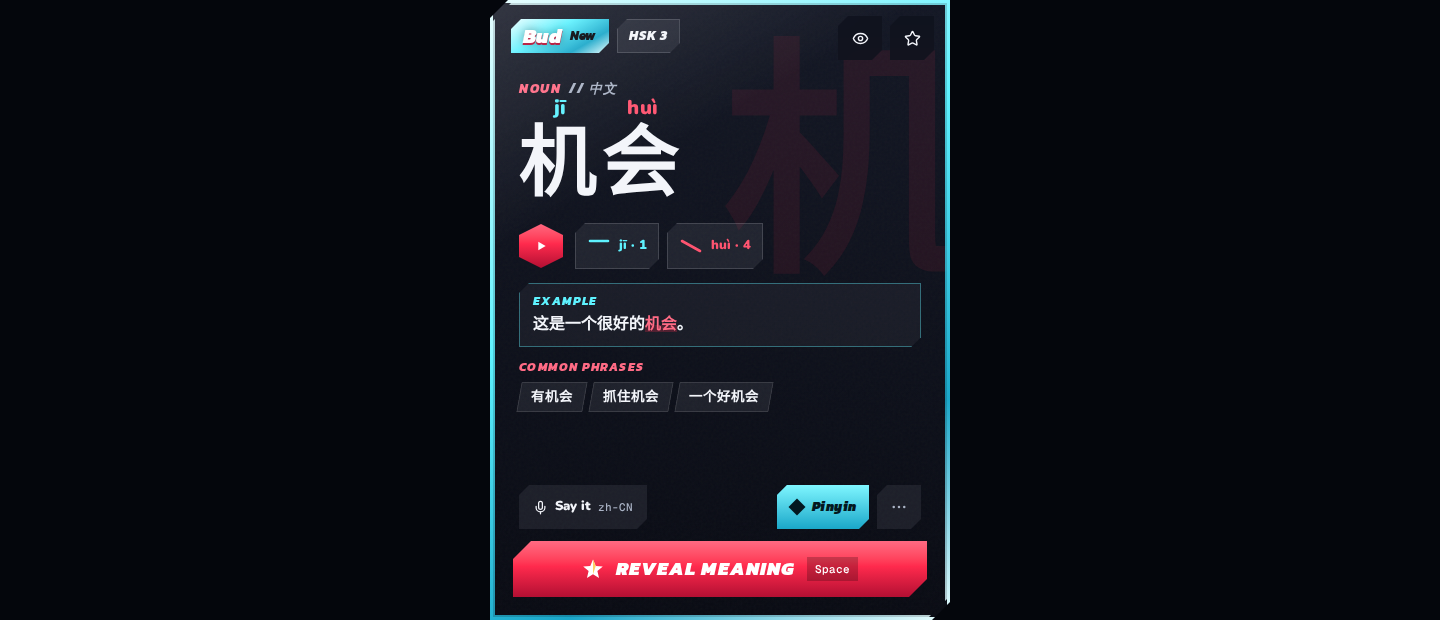 Bud New HSK 3
机
NOUN // 中文
jī huì
机会
jī · 1 huì · 4
EXAMPLE
这是一个很好的机会。
COMMON PHRASES
有机会 抓住机会 一个好机会
Say it zh-CN Pinyin ...
REVEAL MEANING Space